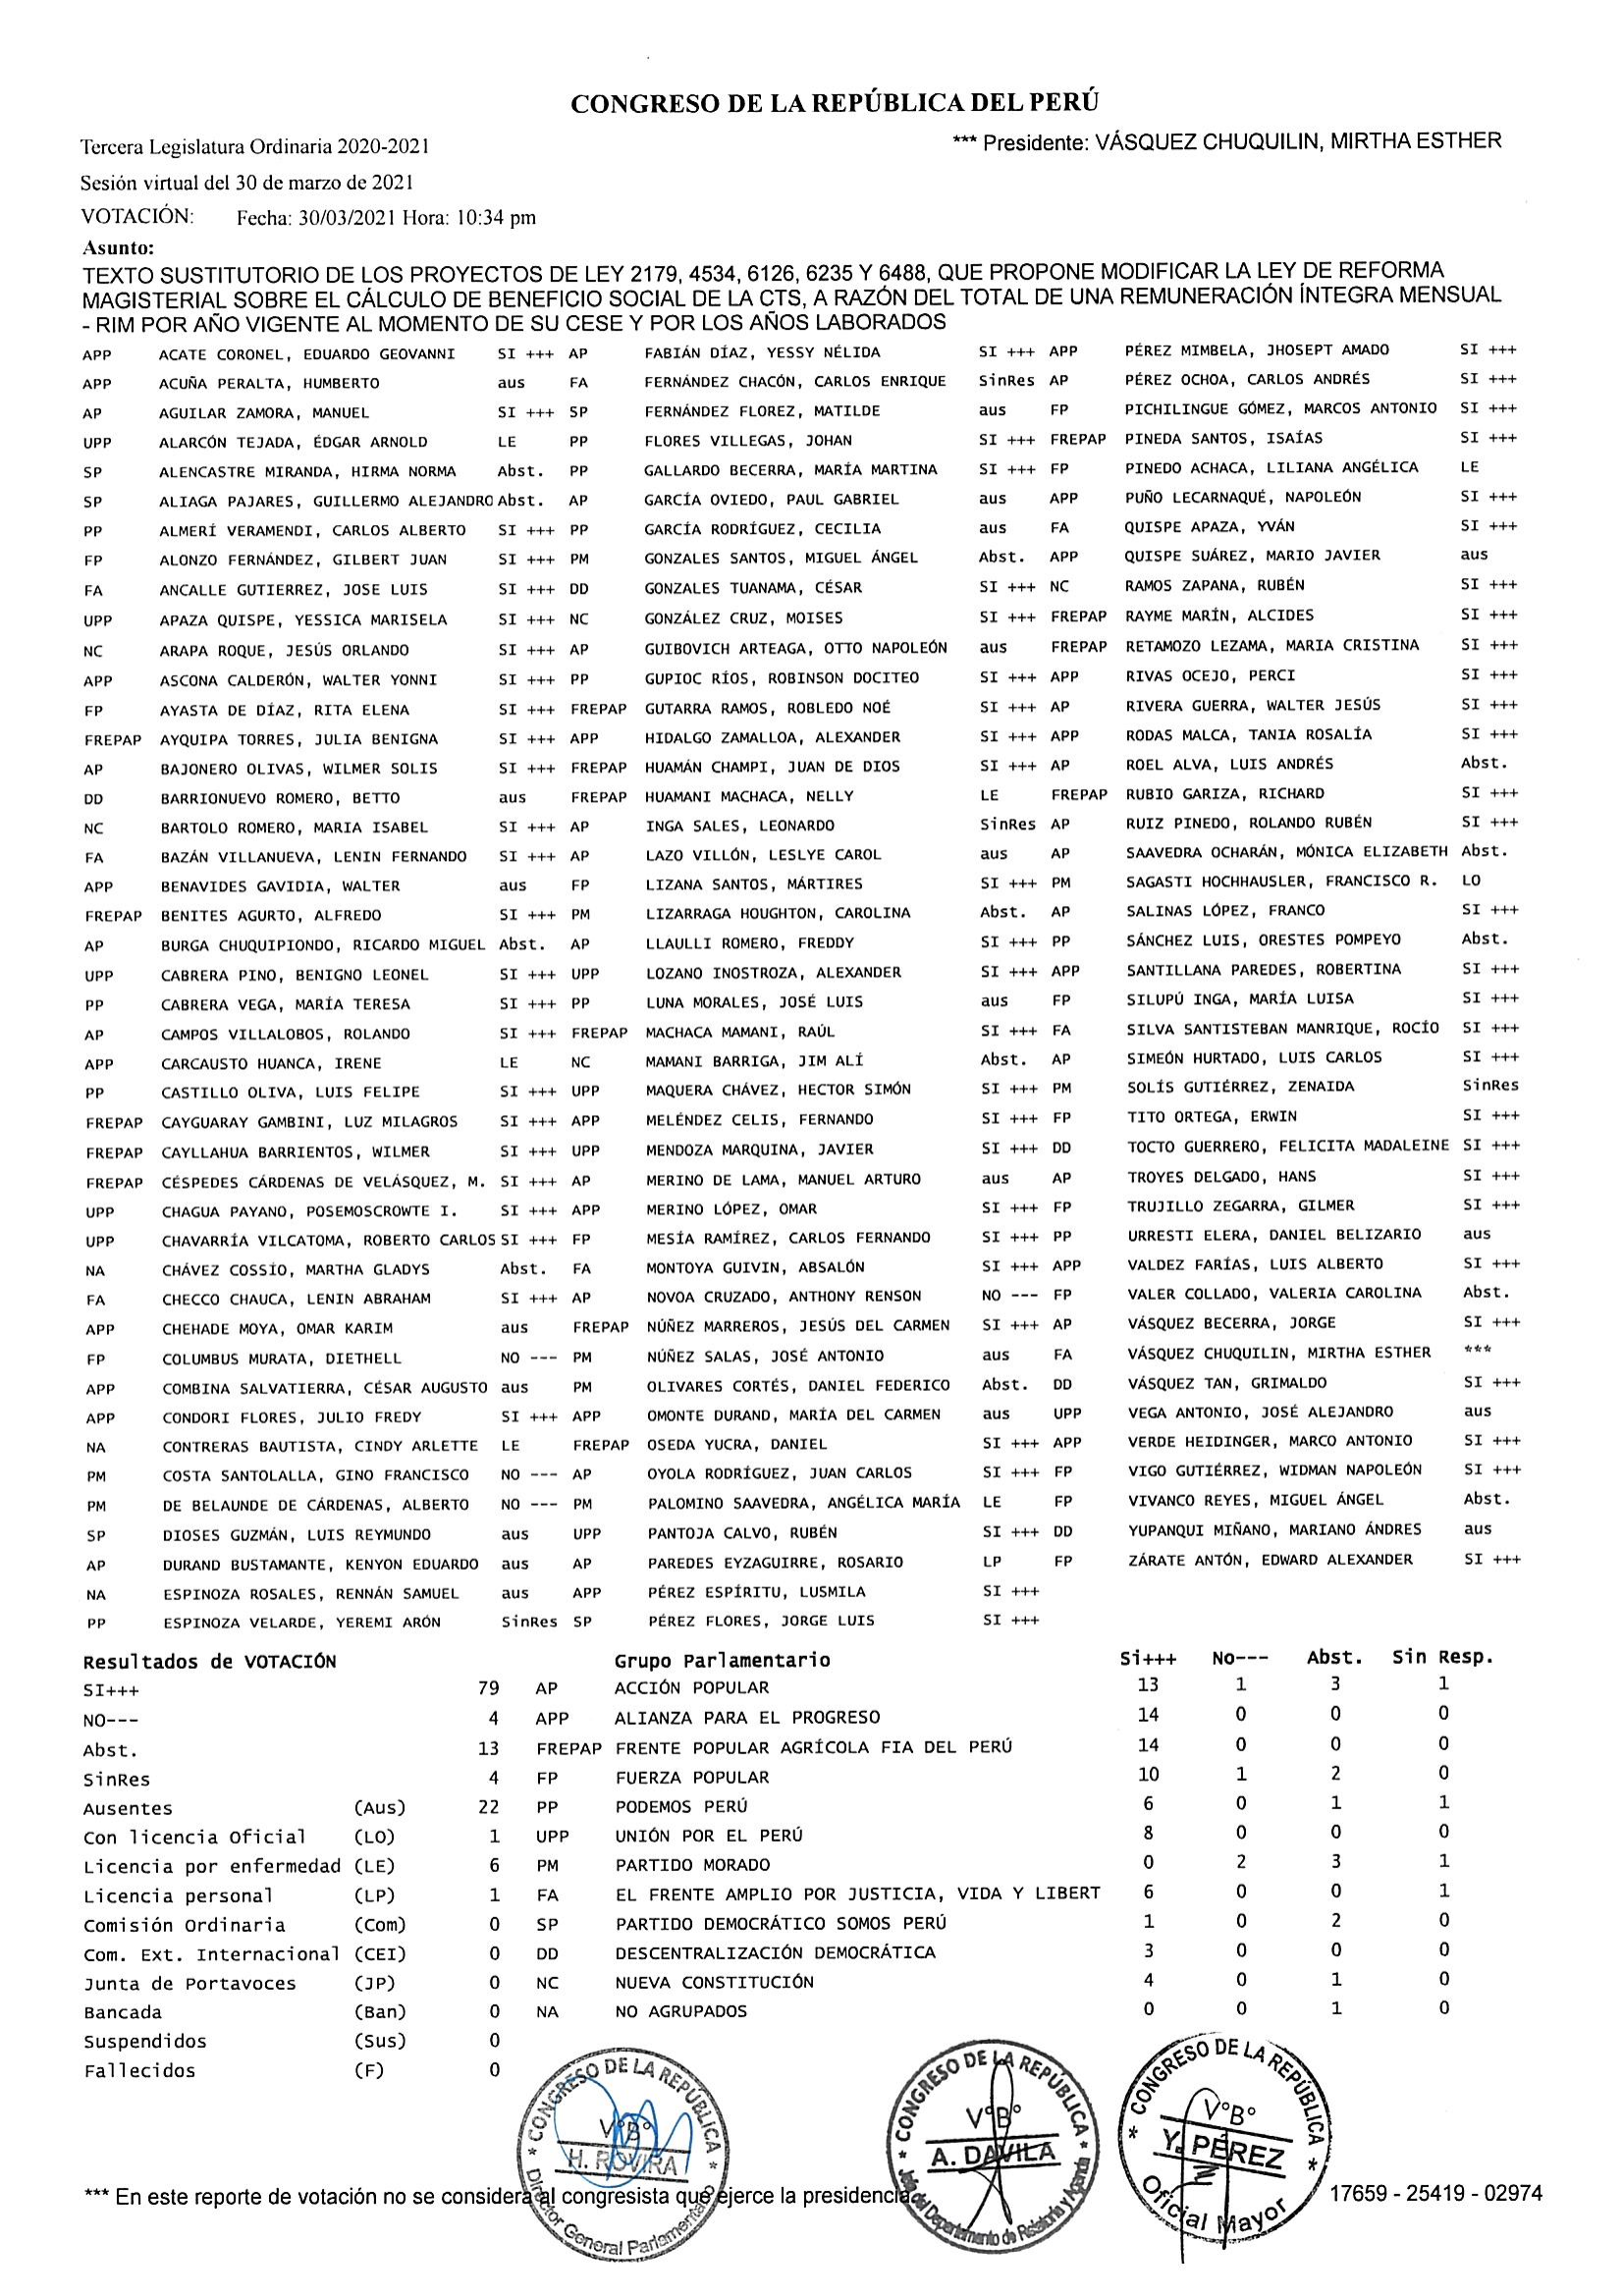 CONGRESO DE LA REPÚBLICA DEL PERÚ
Tercera Legislatura Ordinaria 2020-2021 *** Presidente: VÁSQUEZ CHUQUILIN, MIRTHA ESTHER
Sesión virtual del 30 de marzo de 2021
VOTACIÓN: Fecha: 30/03/2021 Hora: 10:34 pm
Asunto:
TEXTO SUSTITUTORIO DE LOS PROYECTOS DE LEY 2179, 4534, 6126, 6235 Y 6488, QUE PROPONE MODIFICAR LA LEY DE REFORMA
MAGISTERIAL SOBRE EL CÁLCULO DE BENEFICIO SOCIAL DE LA CTS, A RAZÓN DEL TOTAL DE UNA REMUNERACIÓN ÍNTEGRA MENSUAL
- RIM POR AÑO VIGENTE AL MOMENTO DE SU CESE Y POR LOS AÑOS LABORADOS
APP ACATE CORONEL, EDUARDO GEOVANNI SI +++ AP FABIÁN DÍAZ, YESSY NÉLIDA SI +++ APP PÉREZ MIMBELA, JHOSEPT AMADO SI +++
APP ACUÑA PERALTA, HUMBERTO aus FA FERNÁNDEZ CHACÓN, CARLOS ENRIQUE SinRes AP PÉREZ OCHOA, CARLOS ANDRÉS SI +++
AP AGUILAR ZAMORA, MANUEL SI +++ SP FERNÁNDEZ FLOREZ, MATILDE aus FP PICHILINGUE GÓMEZ, MARCOS ANTONIO SI +++
UPP ALARCÓN TEJADA, ÉDGAR ARNOLD LE PP FLORES VILLEGAS, JOHAN SI +++ FREPAP PINEDA SANTOS, ISAÍAS SI +++
SP ALENCASTRE MIRANDA, HIRMA NORMA Abst. PP GALLARDO BECERRA, MARÍA MARTINA SI +++ FP PINEDO ACHACA, LILIANA ANGÉLICA LE
SP ALIAGA PAJARES, GUILLERMO ALEJANDRO Abst. AP GARCÍA OVIEDO, PAUL GABRIEL aus APP PUÑO LECARNAQUÉ, NAPOLEÓN SI +++
PP ALMERÍ VERAMENDI, CARLOS ALBERTO SI +++ PP GARCÍA RODRÍGUEZ, CECILIA aus FA QUISPE APAZA, YVÁN SI +++
FP ALONZO FERNÁNDEZ, GILBERT JUAN SI +++ PM GONZALES SANTOS, MIGUEL ÁNGEL Abst. APP QUISPE SUÁREZ, MARIO JAVIER aus
FA ANCALLE GUTIERREZ, JOSE LUIS SI +++ DD GONZALES TUANAMA, CÉSAR SI +++ NC RAMOS ZAPANA, RUBÉN SI +++
UPP APAZA QUISPE, YESSICA MARISELA SI +++ NC GONZÁLEZ CRUZ, MOISES SI +++ FREPAP RAYME MARÍN, ALCIDES SI +++
NC ARAPA ROQUE, JESÚS ORLANDO SI +++ AP GUIBOVICH ARTEAGA, OTTO NAPOLEÓN aus FREPAP RETAMOZO LEZAMA, MARIA CRISTINA SI +++
APP ASCONA CALDERÓN, WALTER YONNI SI +++ PP GUPIOC RÍOS, ROBINSON DOCITEO SI +++ APP RIVAS OCEJO, PERCI SI +++
FP AYASTA DE DÍAZ, RITA ELENA SI +++ FREPAP GUTARRA RAMOS, ROBLEDO NOÉ SI +++ AP RIVERA GUERRA, WALTER JESÚS SI +++
FREPAP AYQUIPA TORRES, JULIA BENIGNA SI +++ APP HIDALGO ZAMALLOA, ALEXANDER SI +++ APP RODAS MALCA, TANIA ROSALÍA SI +++
AP BAJONERO OLIVAS, WILMER SOLIS SI +++ FREPAP HUAMÁN CHAMPI, JUAN DE DIOS SI +++ AP ROEL ALVA, LUIS ANDRÉS Abst.
DD BARRIONUEVO ROMERO, BETTO aus FREPAP HUAMANI MACHACA, NELLY LE FREPAP RUBIO GARIZA, RICHARD SI +++
NC BARTOLO ROMERO, MARIA ISABEL SI +++ AP INGA SALES, LEONARDO SinRes AP RUIZ PINEDO, ROLANDO RUBÉN SI +++
FA BAZÁN VILLANUEVA, LENIN FERNANDO SI +++ AP LAZO VILLÓN, LESLYE CAROL aus AP SAAVEDRA OCHARÁN, MÓNICA ELIZABETH Abst.
APP BENAVIDES GAVIDIA, WALTER aus FP LIZANA SANTOS, MÁRTIRES SI +++ PM SAGASTI HOCHHAUSLER, FRANCISCO R. LO
FREPAP BENITES AGURTO, ALFREDO SI +++ PM LIZARRAGA HOUGHTON, CAROLINA Abst. AP SALINAS LÓPEZ, FRANCO SI +++
AP BURGA CHUQUIPIONDO, RICARDO MIGUEL Abst. AP LLAULLI ROMERO, FREDDY SI +++ PP SÁNCHEZ LUIS, ORESTES POMPEYO Abst.
UPP CABRERA PINO, BENIGNO LEONEL SI +++ UPP LOZANO INOSTROZA, ALEXANDER SI +++ APP SANTILLANA PAREDES, ROBERTINA SI +++
PP CABRERA VEGA, MARÍA TERESA SI +++ PP LUNA MORALES, JOSÉ LUIS aus FP SILUPÚ INGA, MARÍA LUISA SI +++
AP CAMPOS VILLALOBOS, ROLANDO SI +++ FREPAP MACHACA MAMANI, RAÚL SI +++ FA SILVA SANTISTEBAN MANRIQUE, ROCÍO SI +++
APP CARCAUSTO HUANCA, IRENE LE NC MAMANI BARRIGA, JIM ALÍ Abst. AP SIMEÓN HURTADO, LUIS CARLOS SI +++
PP CASTILLO OLIVA, LUIS FELIPE SI +++ UPP MAQUERA CHÁVEZ, HECTOR SIMÓN SI +++ PM SOLÍS GUTIÉRREZ, ZENAIDA SinRes
FREPAP CAYGUARAY GAMBINI, LUZ MILAGROS SI +++ APP MELÉNDEZ CELIS, FERNANDO SI +++ FP TITO ORTEGA, ERWIN SI +++
FREPAP CAYLLAHUA BARRIENTOS, WILMER SI +++ UPP MENDOZA MARQUINA, JAVIER SI +++ DD TOCTO GUERRERO, FELICITA MADALEINE SI +++
FREPAP CÉSPEDES CÁRDENAS DE VELÁSQUEZ, M. SI +++ AP MERINO DE LAMA, MANUEL ARTURO aus AP TROYES DELGADO, HANS SI +++
UPP CHAGUA PAYANO, POSEMOSCROWTE I. SI +++ APP MERINO LÓPEZ, OMAR SI +++ FP TRUJILLO ZEGARRA, GILMER SI +++
UPP CHAVARRÍA VILCATOMA, ROBERTO CARLOS SI +++ FP MESÍA RAMÍREZ, CARLOS FERNANDO SI +++ PP URRESTI ELERA, DANIEL BELIZARIO aus
NA CHÁVEZ COSSÍO, MARTHA GLADYS Abst. FA MONTOYA GUIVIN, ABSALÓN SI +++ APP VALDEZ FARÍAS, LUIS ALBERTO SI +++
FA CHECCO CHAUCA, LENIN ABRAHAM SI +++ AP NOVOA CRUZADO, ANTHONY RENSON NO --- FP VALER COLLADO, VALERIA CAROLINA Abst.
APP CHEHADE MOYA, OMAR KARIM aus FREPAP NÚÑEZ MARREROS, JESÚS DEL CARMEN SI +++ AP VÁSQUEZ BECERRA, JORGE SI +++
FP COLUMBUS MURATA, DIETHELL NO --- PM NÚÑEZ SALAS, JOSÉ ANTONIO aus FA VÁSQUEZ CHUQUILIN, MIRTHA ESTHER ***
APP COMBINA SALVATIERRA, CÉSAR AUGUSTO aus PM OLIVARES CORTÉS, DANIEL FEDERICO Abst. DD VÁSQUEZ TAN, GRIMALDO SI +++
APP CONDORI FLORES, JULIO FREDY SI +++ APP OMONTE DURAND, MARÍA DEL CARMEN aus UPP VEGA ANTONIO, JOSÉ ALEJANDRO aus
NA CONTRERAS BAUTISTA, CINDY ARLETTE LE FREPAP OSEDA YUCRA, DANIEL SI +++ APP VERDE HEIDINGER, MARCO ANTONIO SI +++
PM COSTA SANTOLALLA, GINO FRANCISCO NO --- AP OYOLA RODRÍGUEZ, JUAN CARLOS SI +++ FP VIGO GUTIÉRREZ, WIDMAN NAPOLEÓN SI +++
PM DE BELAUNDE DE CÁRDENAS, ALBERTO NO --- PM PALOMINO SAAVEDRA, ANGÉLICA MARÍA LE FP VIVANCO REYES, MIGUEL ÁNGEL Abst.
SP DIOSES GUZMÁN, LUIS REYMUNDO aus UPP PANTOJA CALVO, RUBÉN SI +++ DD YUPANQUI MIÑANO, MARIANO ÁNDRES aus
AP DURAND BUSTAMANTE, KENYON EDUARDO aus AP PAREDES EYZAGUIRRE, ROSARIO LP FP ZÁRATE ANTÓN, EDWARD ALEXANDER SI +++
NA ESPINOZA ROSALES, RENNÁN SAMUEL aus APP PÉREZ ESPÍRITU, LUSMILA SI +++
PP ESPINOZA VELARDE, YEREMI ARÓN SinRes SP PÉREZ FLORES, JORGE LUIS SI +++
Resultados de VOTACIÓN Grupo Parlamentario Si+++ No--- Abst. Sin Resp.
SI+++ 79 AP ACCIÓN POPULAR 13 1 3 1
NO--- 4 APP ALIANZA PARA EL PROGRESO 14 0 0 0
Abst. 13 FREPAP FRENTE POPULAR AGRÍCOLA FIA DEL PERÚ 14 0 0 0
SinRes 4 FP FUERZA POPULAR 10 1 2 0
Ausentes (Aus) 22 PP PODEMOS PERÚ 6 0 1 1
Con licencia Oficial (LO) 1 UPP UNIÓN POR EL PERÚ 8 0 0 0
Licencia por enfermedad (LE) 6 PM PARTIDO MORADO 0 2 3 1
Licencia personal (LP) 1 FA EL FRENTE AMPLIO POR JUSTICIA, VIDA Y LIBERT 6 0 0 1
Comisión Ordinaria (Com) 0 SP PARTIDO DEMOCRÁTICO SOMOS PERÚ 1 0 2 0
Com. Ext. Internacional (CEI) 0 DD DESCENTRALIZACIÓN DEMOCRÁTICA 3 0 0 0
Junta de Portavoces (JP) 0 NC NUEVA CONSTITUCIÓN 4 0 1 0
Bancada (Ban) 0 NA NO AGRUPADOS 0 0 1 0
Suspendidos (Sus) 0
Fallecidos (F) 0
* CONGRESO DE LA REPÚBLICA *
V°B°
H. ROVIRA
Director General Parlamentario
* CONGRESO DE LA REPÚBLICA *
V°B°
A. DAVILA
Jefa del Departamento de Relatoría y Agenda
* CONGRESO DE LA REPÚBLICA *
V°B°
Y. PÉREZ
Oficial Mayor
*** En este reporte de votación no se considera al congresista que ejerce la presidencia 17659 - 25419 - 02974